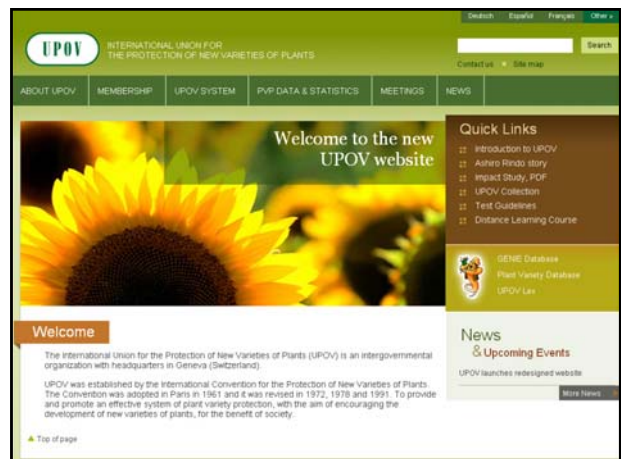 Deutsch Español Français Other »
UPOV
INTERNATIONAL UNION FOR
THE PROTECTION OF NEW VARIETIES OF PLANTS
Search
Contact us Site map
ABOUT UPOV MEMBERSHIP UPOV SYSTEM PVP DATA & STATISTICS MEETINGS NEWS
Welcome to the new
UPOV website
Quick Links
Introduction to UPOV
Ashiro Rindo story
Impact Study, PDF
UPOV Collection
Test Guidelines
Distance Learning Course
GENIE Database
Plant Variety Database
UPOV Lex
Welcome
The International Union for the Protection of New Varieties of Plants (UPOV) is an intergovernmental
organization with headquarters in Geneva (Switzerland).
UPOV was established by the International Convention for the Protection of New Varieties of Plants.
The Convention was adopted in Paris in 1961 and it was revised in 1972, 1978 and 1991. To provide
and promote an effective system of plant variety protection, with the aim of encouraging the
development of new varieties of plants, for the benefit of society.
Top of page
News
& Upcoming Events
UPOV launches redesigned website
More News